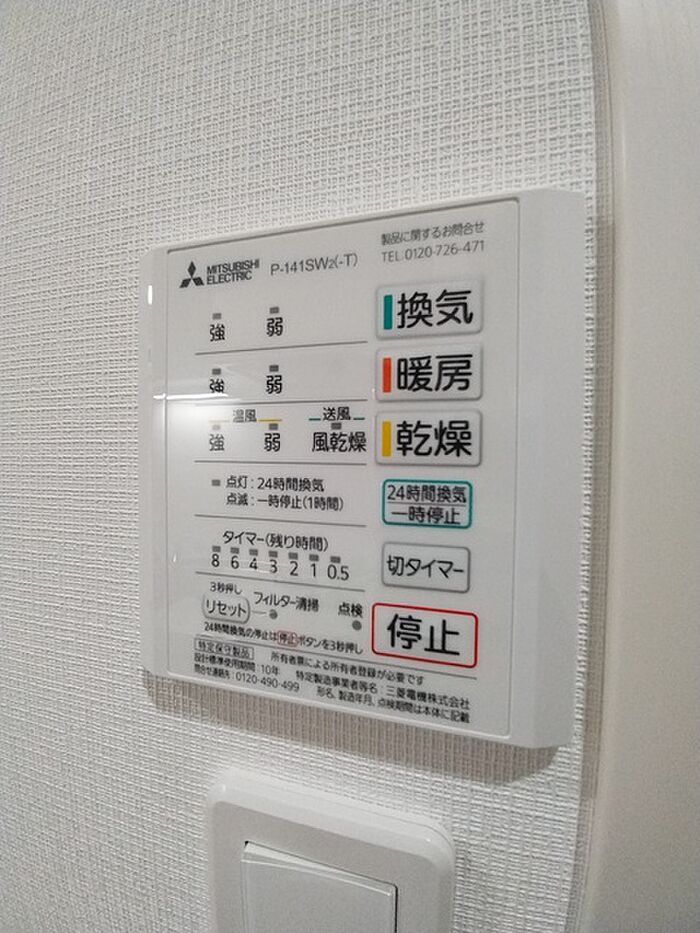 MITSUBISHI
ELECTRIC
P-141SW2(-T)
製品に関するお問合せ
TEL:0120-726-471
強 弱
換気
強 弱
暖房
温風 送風
強 弱 風乾燥
乾燥
点灯:24時間換気
点滅:一時停止(1時間)
24時間換気
一時停止
タイマー(残り時間)
8 6 4 3 2 1 0.5
切タイマー
3秒押し
リセット フィルター清掃 点検
停止
24時間換気の停止は停止ボタンを3秒押し
特定保守製品 所有者票による所有者登録が必要です
設計標準使用期間:10年 特定製造事業者等名:三菱電機株式会社
問合せ連絡先:0120-490-499 形名、製造年月、点検期間は本体に記載